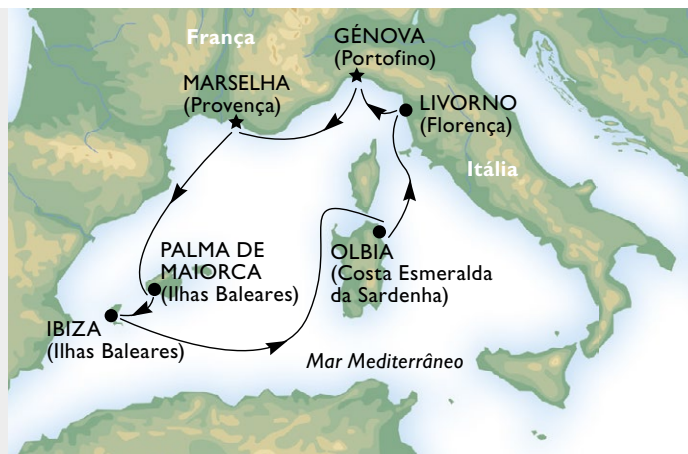 França
GÉNOVA
(Portofino)
MARSELHA
(Provença)
LIVORNO
(Florença)
Itália
PALMA DE
MAIORCA
(Ilhas Baleares)
OLBIA
(Costa Esmeralda
da Sardenha)
IBIZA
(Ilhas Baleares)
Mar Mediterrâneo